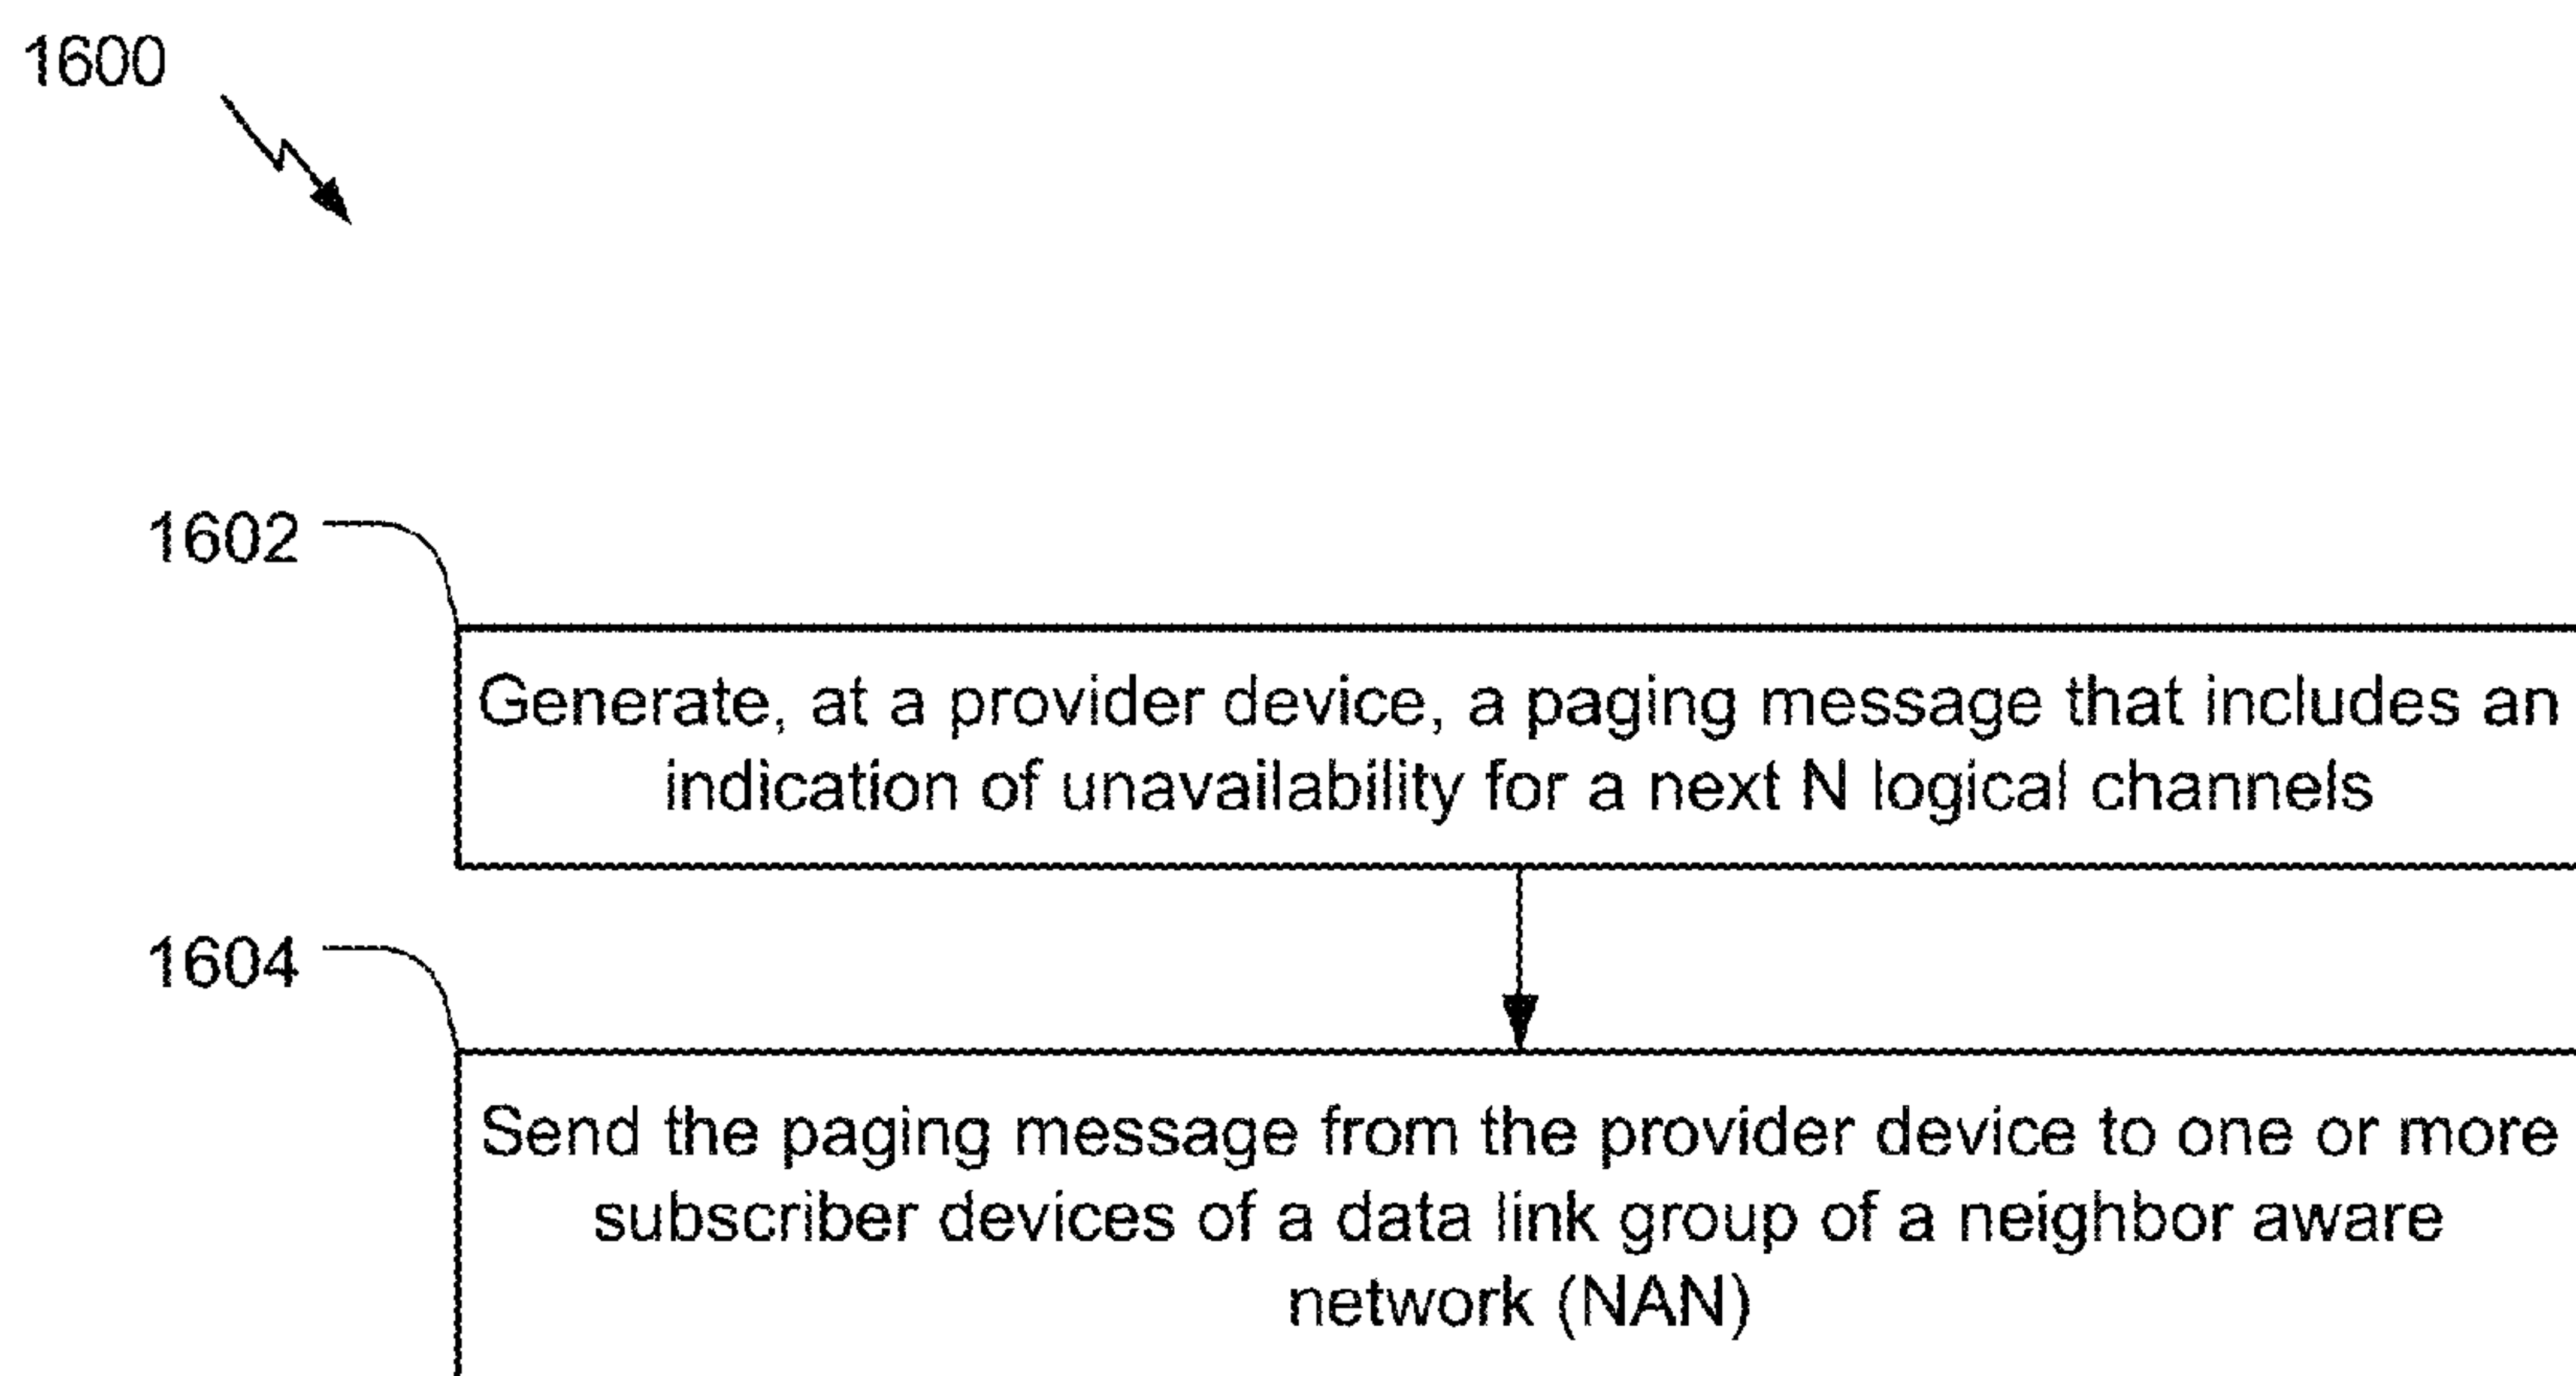 1600
1602
Generate, at a provider device, a paging message that includes an
indication of unavailability for a next N logical channels
1604
Send the paging message from the provider device to one or more
subscriber devices of a data link group of a neighbor aware
network (NAN)